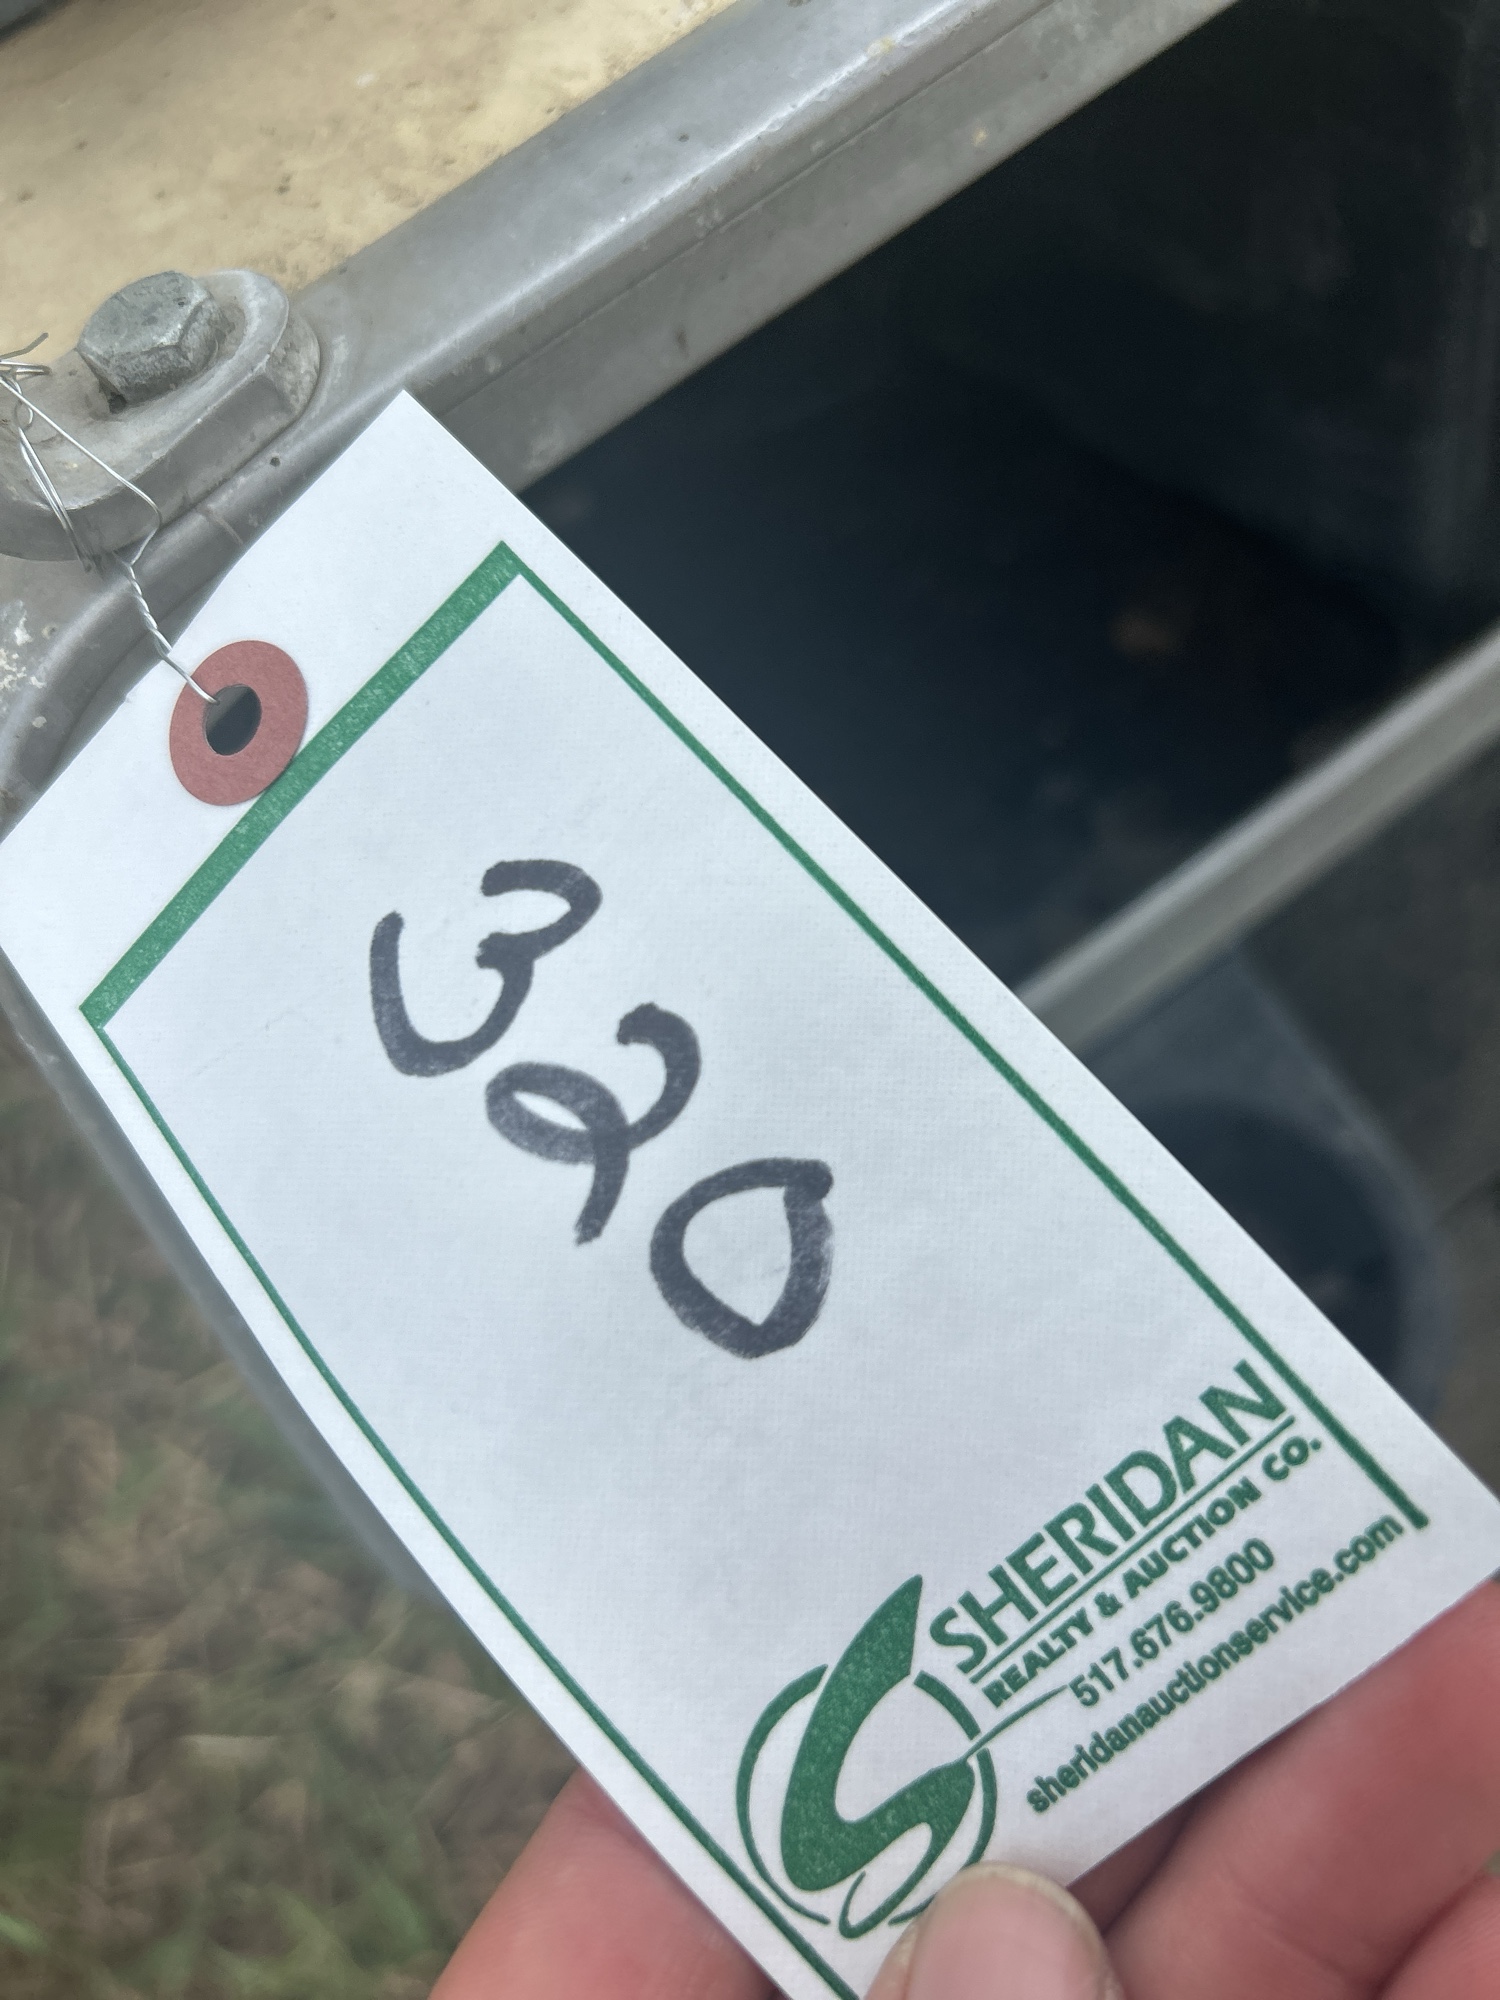 320
SHERIDAN
REALTY & AUCTION CO.
517.676.9800
sheridanauctionservice.com